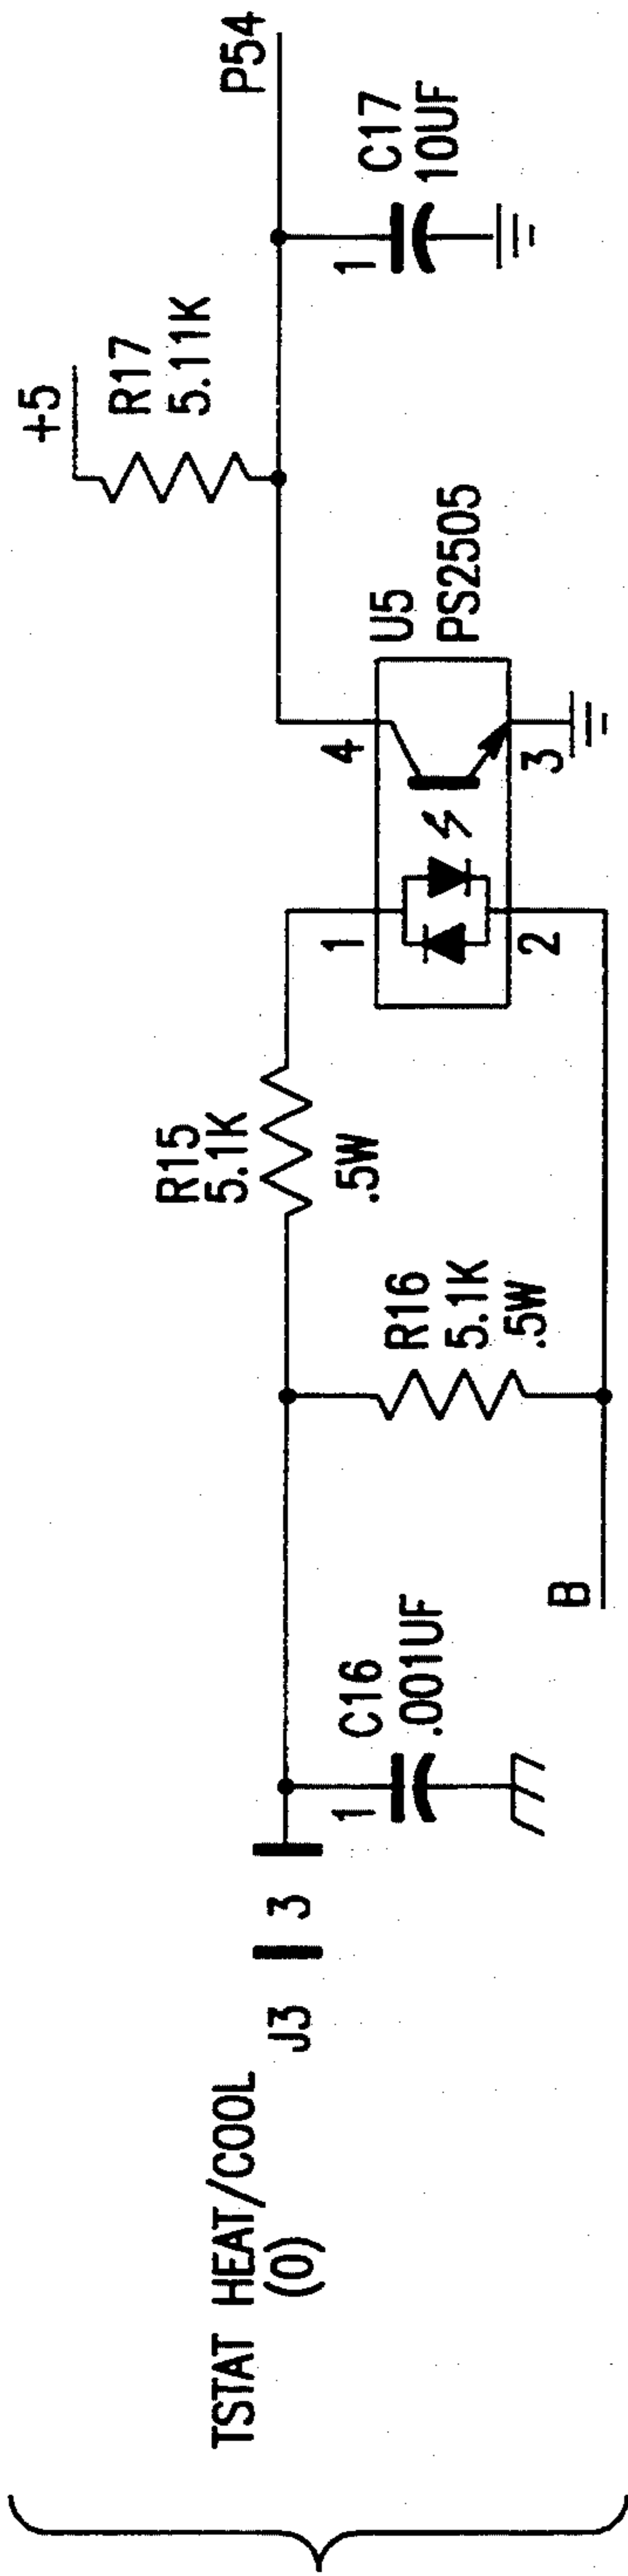 TSTAT HEAT/COOL
(O)
J3
3
1
C16
.001UF
B
R16
5.1K
.5W
R15
5.1K
.5W
1
2
4
3
U5
PS2505
+5
R17
5.11K
1
C17
10UF
P54